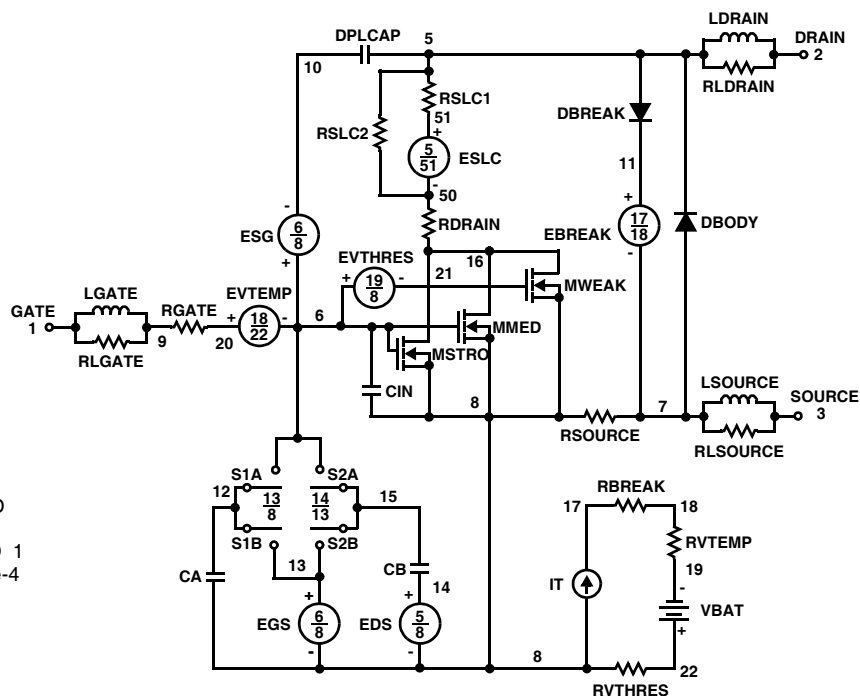 LDRAIN
DPLCAP
5
DRAIN
2
10
RLDRAIN
RSLC1
51
RSLC2
+
5
51
ESLC
-
50
DBREAK
11
-
6
8
ESG
+
RDRAIN
+
17
18
EBREAK
-
DBODY
EVTHRES
+
19
8
-
21
16
MWEAK
LGATE
GATE
1
RGATE
EVTEMP
+
18
22
-
6
9
20
RLGATE
MMED
MSTRO
CIN
8
7
LSOURCE
SOURCE
3
RSOURCE
RLSOURCE
S1A
S2A
12
13
8
14
13
15
S1B
S2B
13
CA
CB
14
+
6
8
EGS
-
+
5
8
EDS
-
RBREAK
17
18
RVTEMP
IT
19
-
VBAT
+
8
22
RVTHRES
1
-4